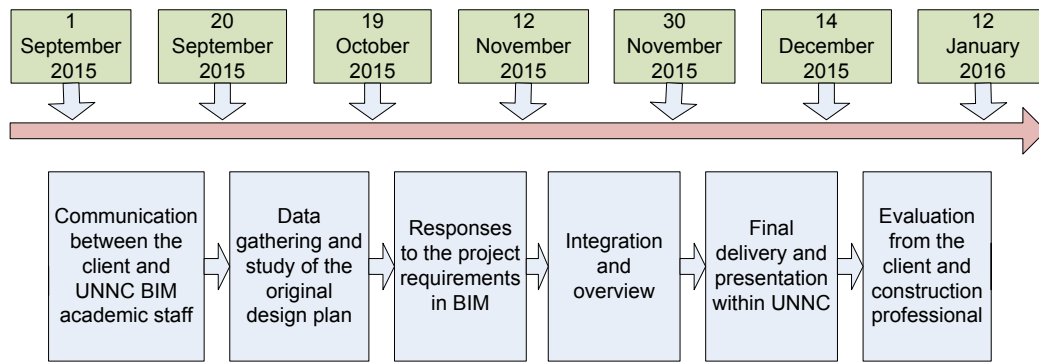 1
September
2015
20
September
2015
19
October
2015
12
November
2015
30
November
2015
14
December
2015
12
January
2016
Communication
between the
client and
UNNC BIM
academic staff
Data
gathering and
study of the
original
design plan
Responses
to the project
requirements
in BIM
Integration
and
overview
Final
delivery and
presentation
within UNNC
Evaluation
from the
client and
construction
professional